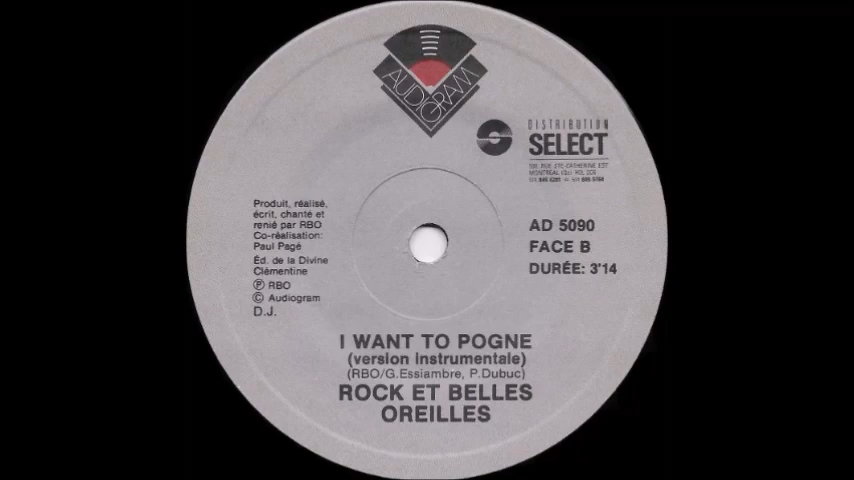 AUDIOGRAM
DISTRIBUTION
SELECT
MONTREAL
Produit, réalisé,
écrit, chanté et
renié par RBO
Co-réalisation:
Paul Pagé
Éd. de la Divine
Clémentine
Ⓟ RBO
© Audiogram
D.J.
AD 5090
FACE B
DURÉE: 3'14
I WANT TO POGNE
(version instrumentale)
(RBO/G.Essiambre, P.Dubuc)
ROCK ET BELLES
OREILLES